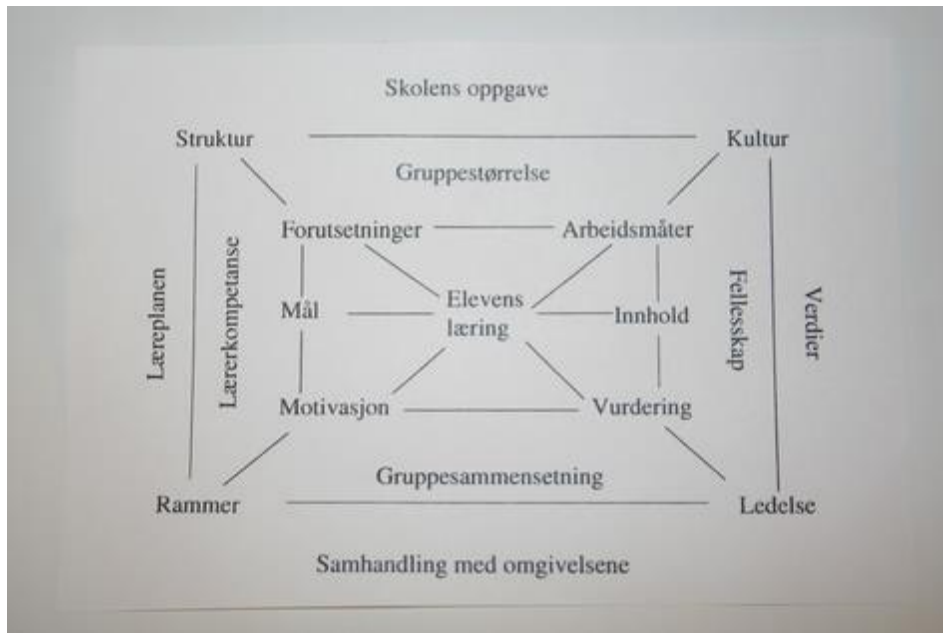 Skolens oppgave
Struktur Kultur
Gruppestørrelse
Forutsetninger Arbeidsmåter
Læreplanen
Lærerkompetanse
Mål
Elevens
læring
Innhold
Fellesskap
Verdier
Motivasjon Vurdering
Gruppesammensetning
Rammer Ledelse
Samhandling med omgivelsene